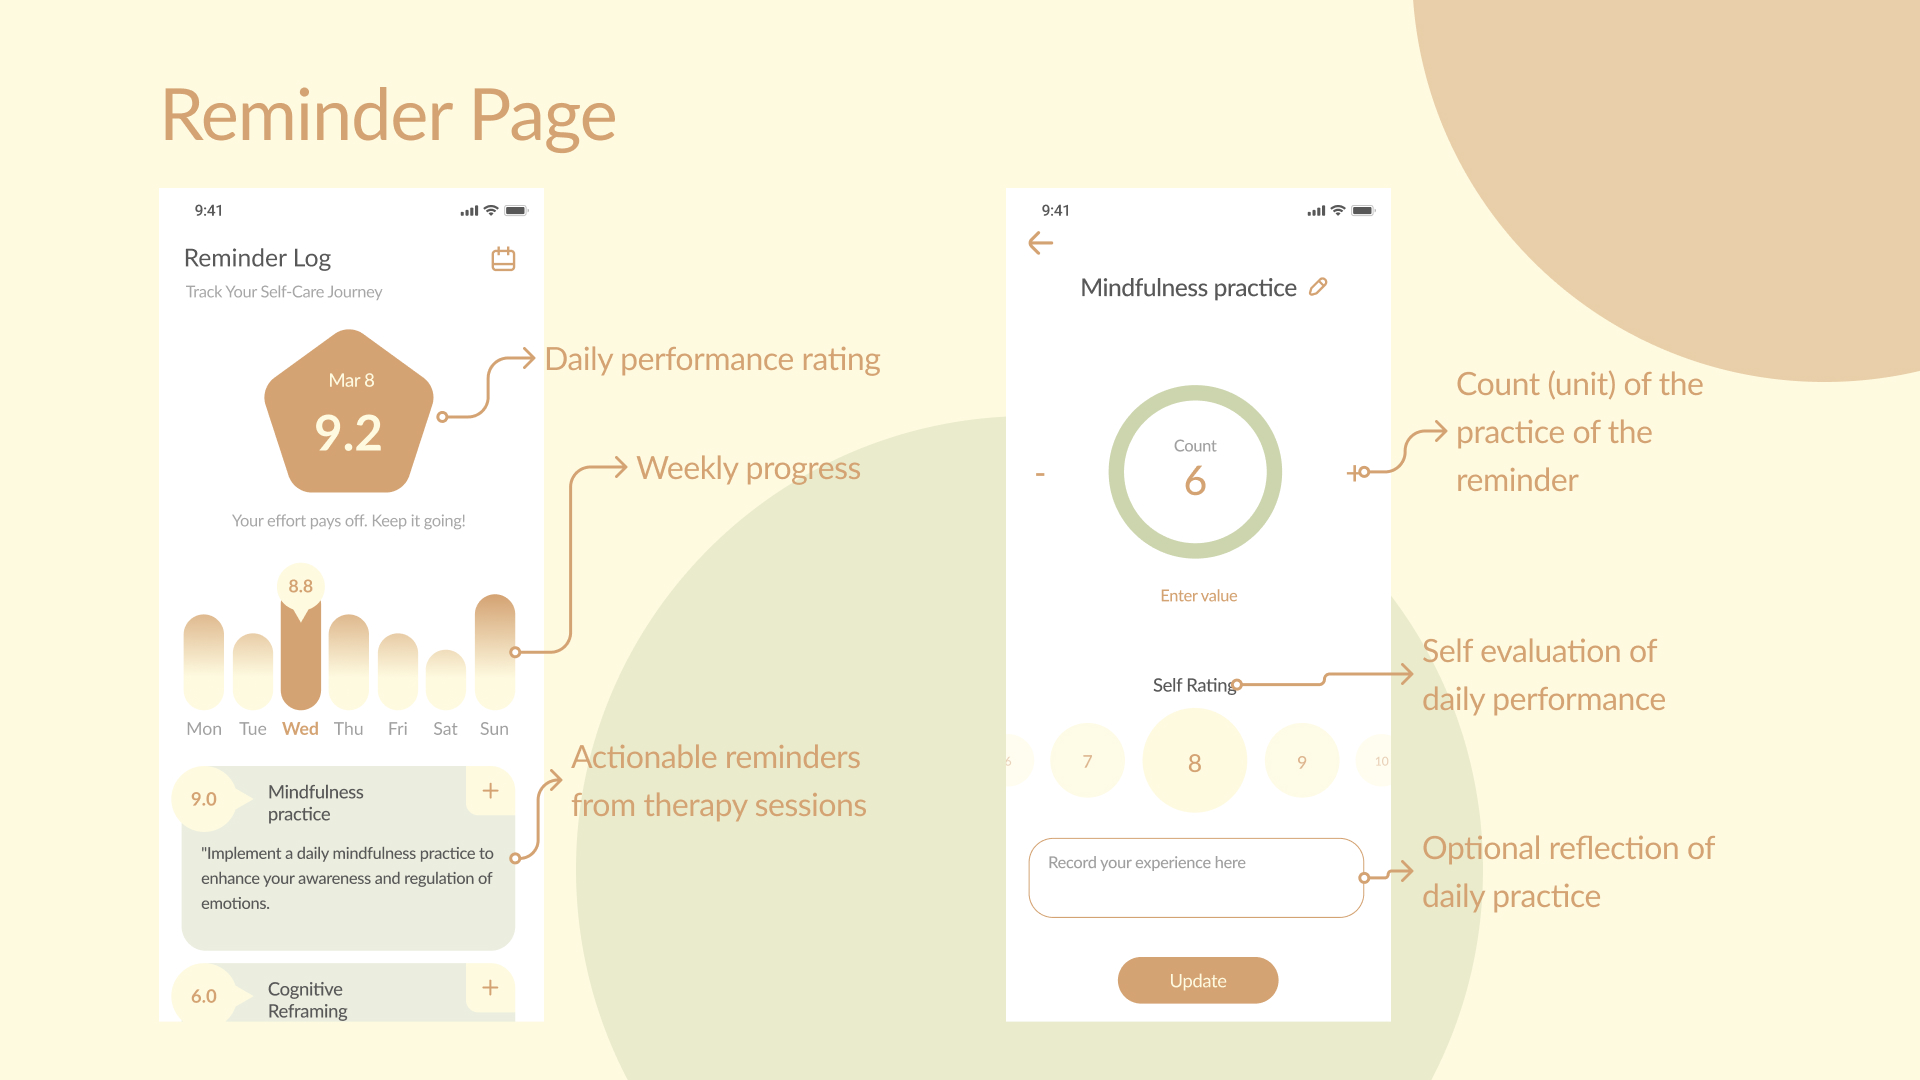 Reminder Page
9:41
Reminder Log
Track Your Self-Care Journey
Mar 8
9.2
Daily performance rating
Weekly progress
Your effort pays off. Keep it going!
8.8
Mon Tue Wed Thu Fri Sat Sun
9.0
Mindfulness
practice
+
"Implement a daily mindfulness practice to
enhance your awareness and regulation of
emotions.
Actionable reminders
from therapy sessions
6.0
Cognitive
Reframing
+
9:41
Mindfulness practice
-
Count
6
+
Count (unit) of the
practice of the
reminder
Enter value
Self Rating
Self evaluation of
daily performance
6 7 8 9 10
Record your experience here
Optional reflection of
daily practice
Update